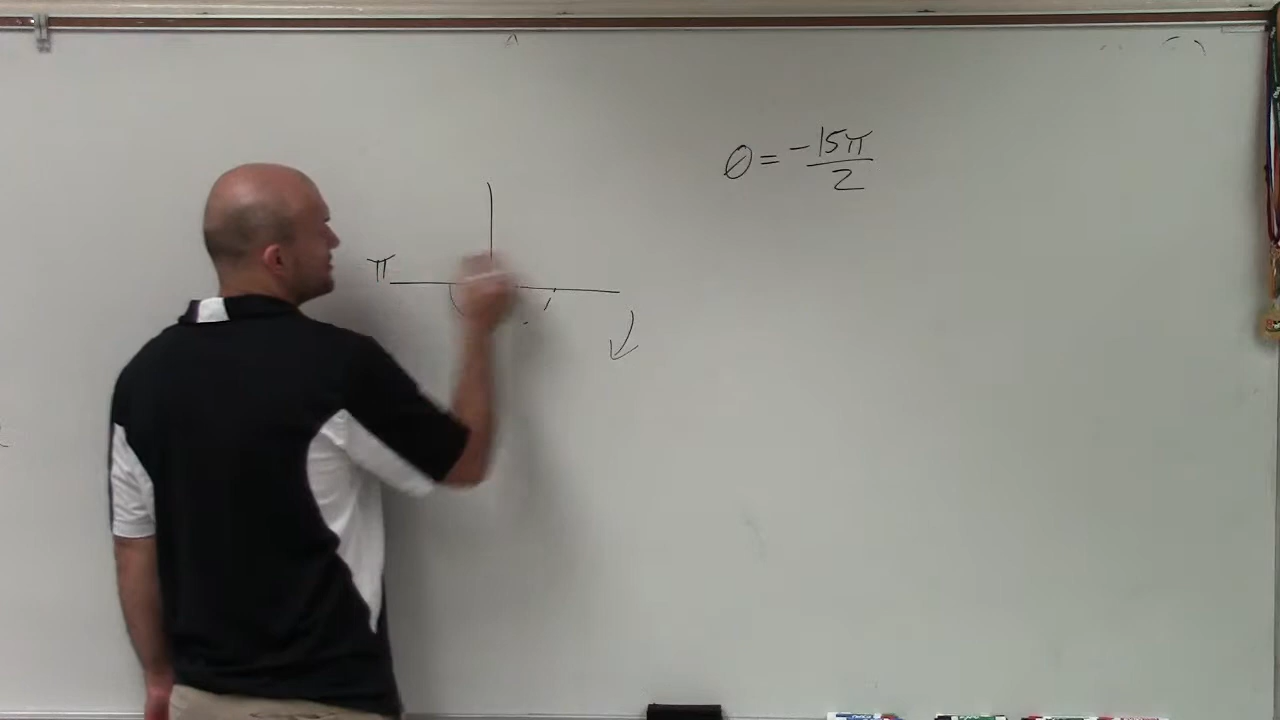 θ = -15π/2
π